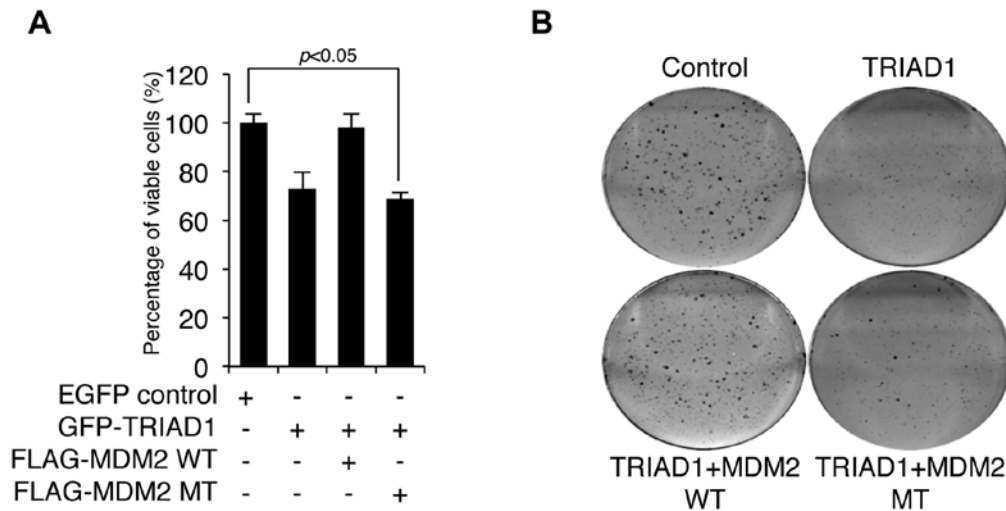 A
p<0.05
Percentage of viable cells (%)
120
100
80
60
40
20
0
EGFP control + - - -
GFP-TRIAD1 - + + +
FLAG-MDM2 WT - - + -
FLAG-MDM2 MT - - - +
B
Control TRIAD1
TRIAD1+MDM2 TRIAD1+MDM2
WT MT